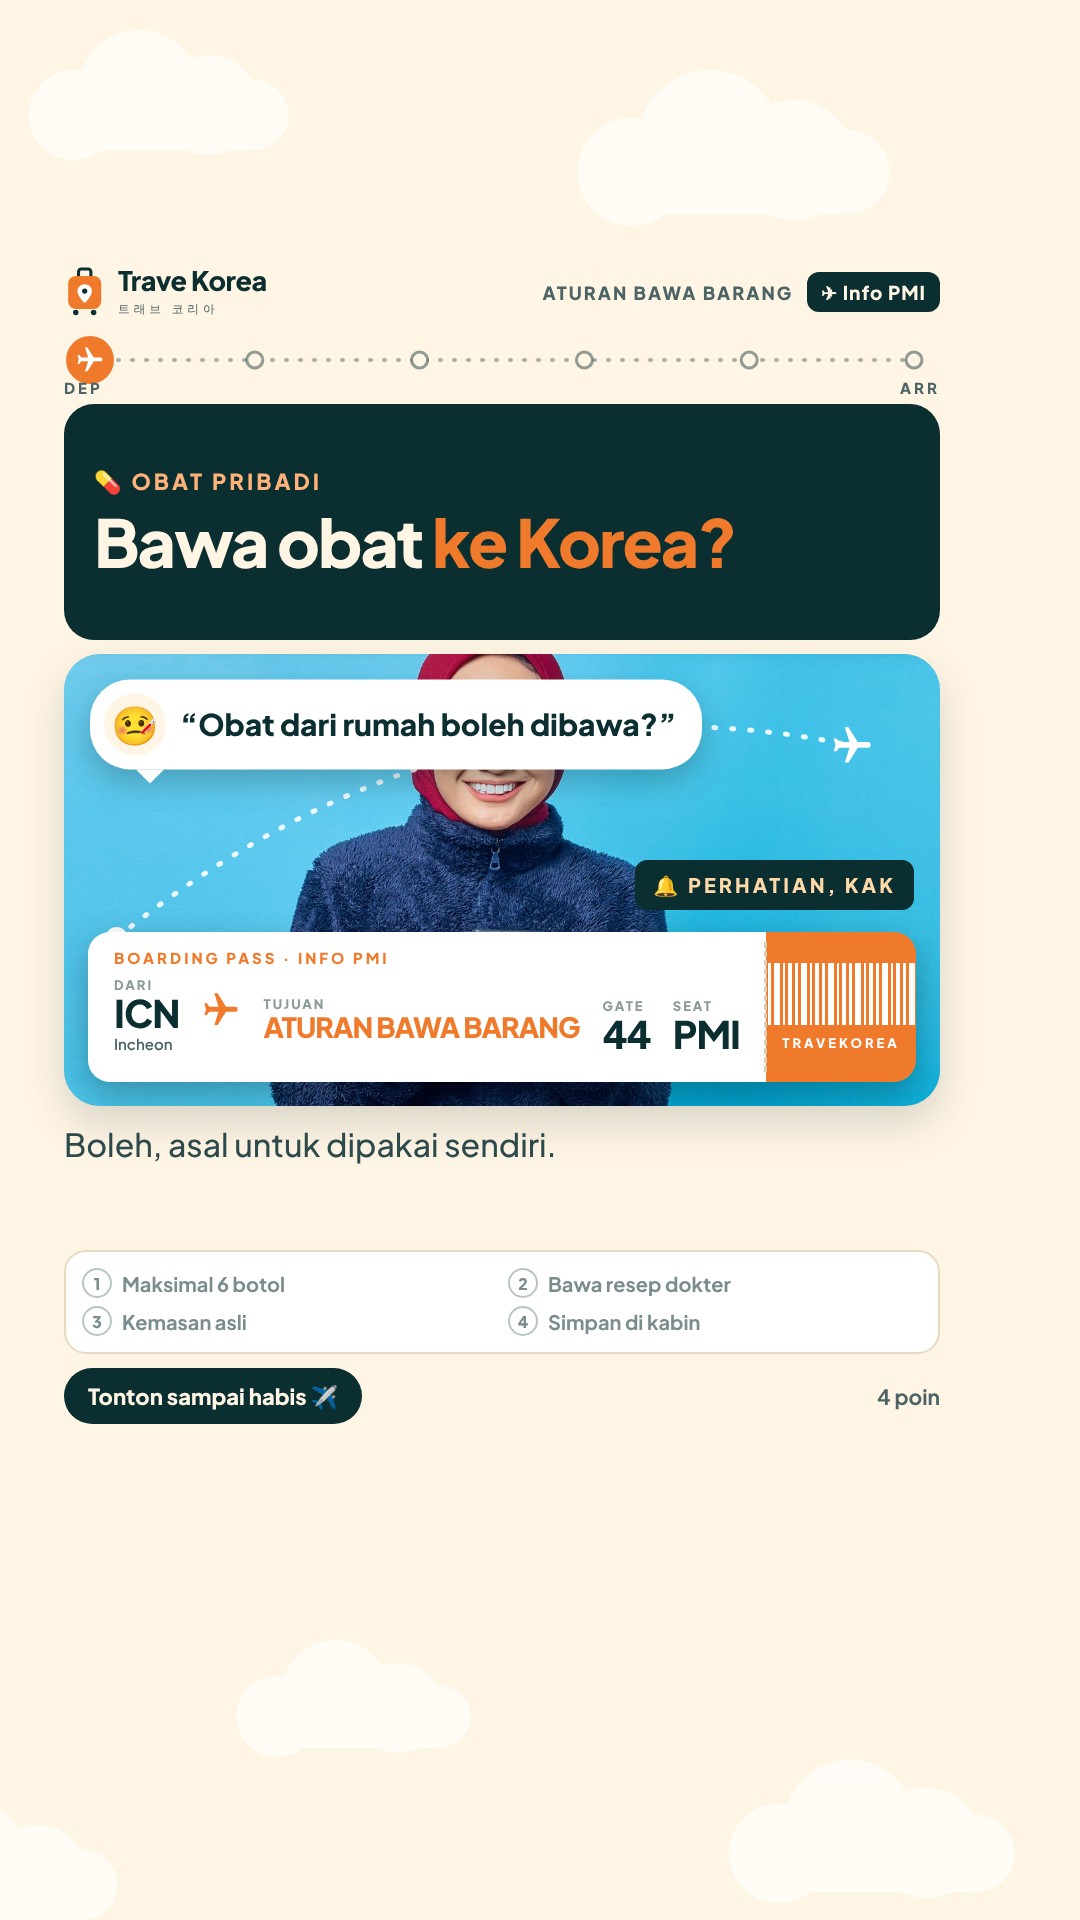 Trave Korea
트래브 코리아
ATURAN BAWA BARANG
✈ Info PMI
DEP
ARR
💊 OBAT PRIBADI
Bawa obat ke Korea?
“Obat dari rumah boleh dibawa?”
🔔 PERHATIAN, KAK
BOARDING PASS · INFO PMI
DARI
ICN
Incheon
TUJUAN
ATURAN BAWA BARANG
GATE
44
SEAT
PMI
TRAVEKOREA
Boleh, asal untuk dipakai sendiri.
1 Maksimal 6 botol
2 Bawa resep dokter
3 Kemasan asli
4 Simpan di kabin
Tonton sampai habis ✈️
4 poin